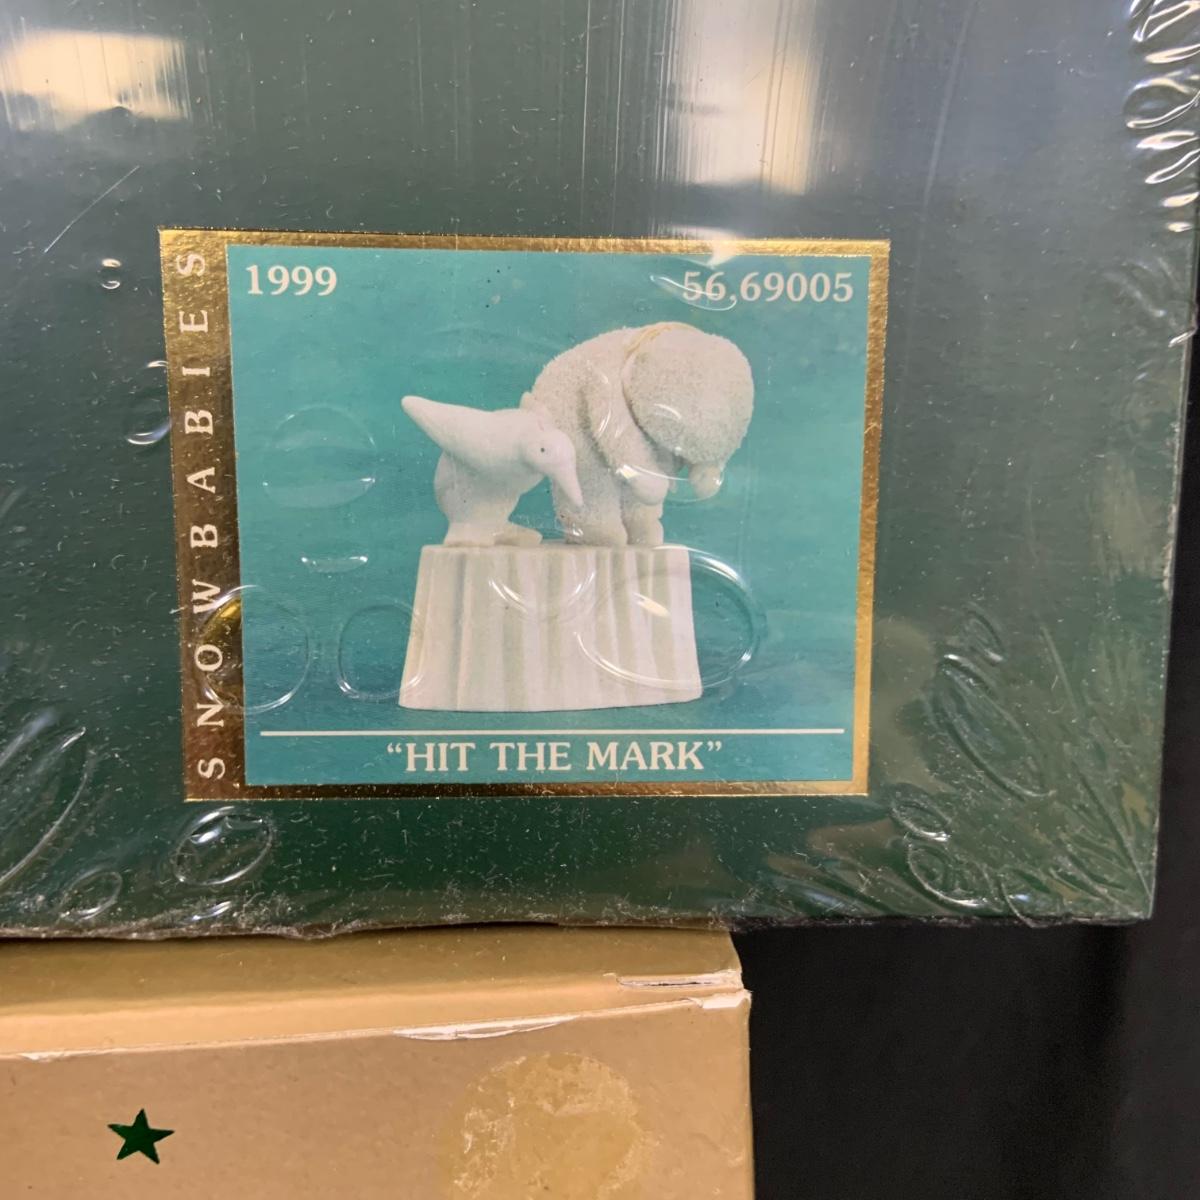 SNOWBABIES
1999
56,69005
“HIT THE MARK”